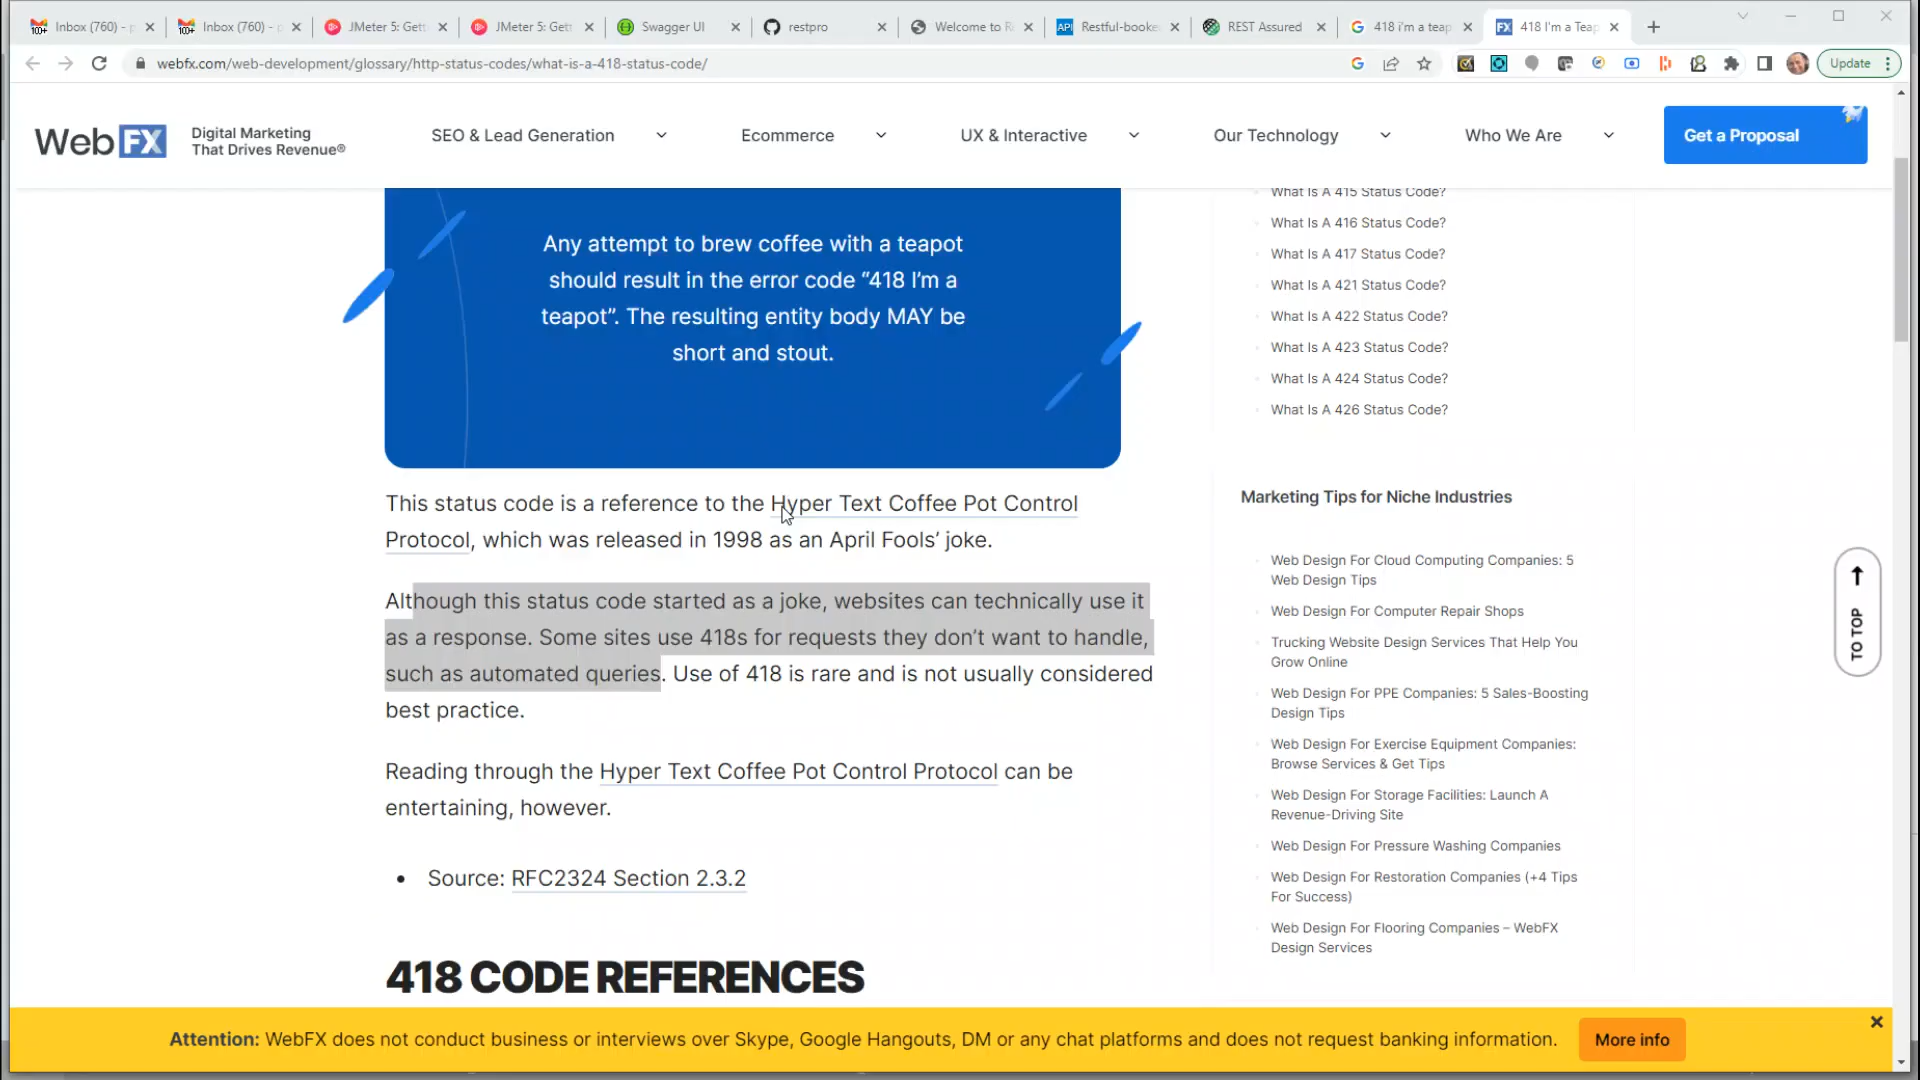 Inbox (760) - p
Inbox (760) - p
JMeter 5: Gett
JMeter 5: Gett
Swagger UI
restpro
Welcome to R
Restful-booke
REST Assured
418 i'm a teap
418 I'm a Teap
webfx.com/web-development/glossary/http-status-codes/what-is-a-418-status-code/
Update
WebFX
Digital Marketing
That Drives Revenue®
SEO & Lead Generation
Ecommerce
UX & Interactive
Our Technology
Who We Are
Get a Proposal
Any attempt to brew coffee with a teapot
should result in the error code “418 I’m a
teapot”. The resulting entity body MAY be
short and stout.
This status code is a reference to the Hyper Text Coffee Pot Control
Protocol, which was released in 1998 as an April Fools’ joke.
Although this status code started as a joke, websites can technically use it
as a response. Some sites use 418s for requests they don’t want to handle,
such as automated queries. Use of 418 is rare and is not usually considered
best practice.
Reading through the Hyper Text Coffee Pot Control Protocol can be
entertaining, however.
• Source: RFC2324 Section 2.3.2
418 CODE REFERENCES
What Is A 415 Status Code?
What Is A 416 Status Code?
What Is A 417 Status Code?
What Is A 421 Status Code?
What Is A 422 Status Code?
What Is A 423 Status Code?
What Is A 424 Status Code?
What Is A 426 Status Code?
Marketing Tips for Niche Industries
Web Design For Cloud Computing Companies: 5
Web Design Tips
Web Design For Computer Repair Shops
Trucking Website Design Services That Help You
Grow Online
Web Design For PPE Companies: 5 Sales-Boosting
Design Tips
Web Design For Exercise Equipment Companies:
Browse Services & Get Tips
Web Design For Storage Facilities: Launch A
Revenue-Driving Site
Web Design For Pressure Washing Companies
Web Design For Restoration Companies (+4 Tips
For Success)
Web Design For Flooring Companies – WebFX
Design Services
TO TOP
Attention: WebFX does not conduct business or interviews over Skype, Google Hangouts, DM or any chat platforms and does not request banking information.
More info